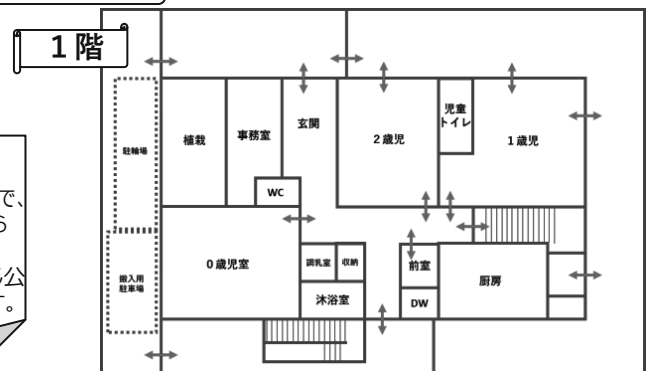 1階
で、
公
す。
駐輪場
植栽
事務室
玄関
2歳児
児童
トイレ
1歳児
WC
0歳児室
調乳室
収納
前室
厨房
沐浴室
DW
搬入用
駐車場